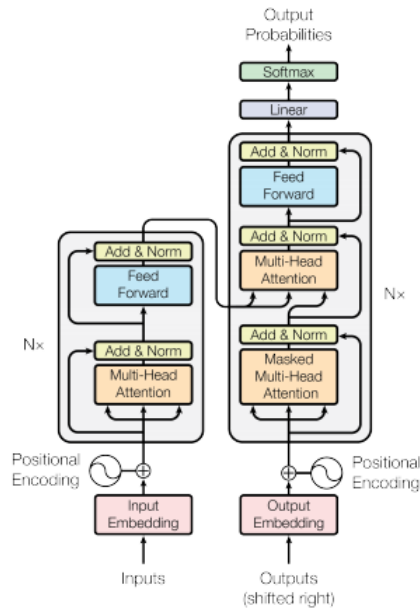 Output
Probabilities
Softmax
Linear
Add & Norm
Feed
Forward
Add & Norm
Multi-Head
Attention
Add & Norm
Masked
Multi-Head
Attention
Nx
Add & Norm
Feed
Forward
Add & Norm
Multi-Head
Attention
Nx
Positional
Encoding
Positional
Encoding
Input
Embedding
Output
Embedding
Inputs
Outputs
(shifted right)